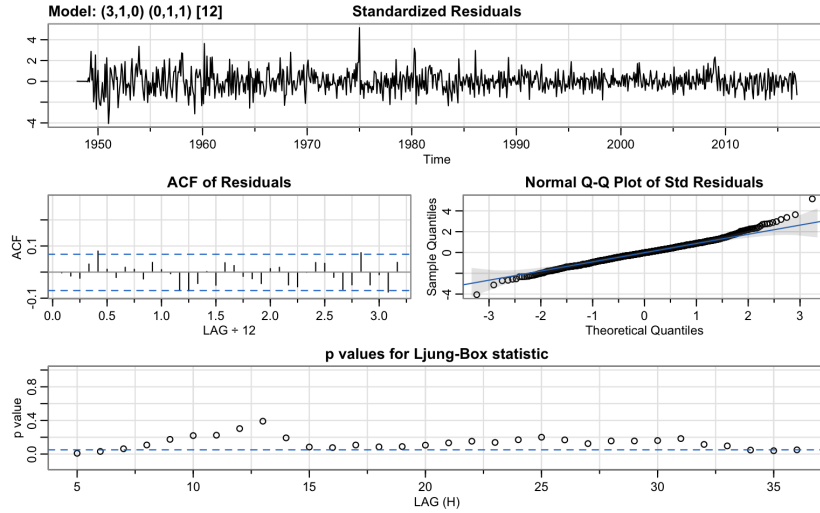 Model: (3,1,0) (0,1,1) [12] Standardized Residuals
4
2
0
-4
1950 1960 1970 1980 1990 2000 2010
Time
ACF of Residuals
ACF
0.1
-0.1
0.0 0.5 1.0 1.5 2.0 2.5 3.0
LAG ÷ 12
Normal Q-Q Plot of Std Residuals
Sample Quantiles
4
2
0
-4
-3 -2 -1 0 1 2 3
Theoretical Quantiles
p values for Ljung-Box statistic
p value
0.8
0.4
0.0
5 10 15 20 25 30 35
LAG (H)